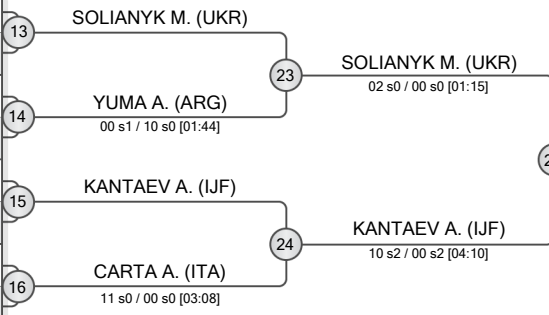 13
SOLIANYK M. (UKR)
23
SOLIANYK M. (UKR)
02 s0 / 00 s0 [01:15]
14
YUMA A. (ARG)
00 s1 / 10 s0 [01:44]
15
KANTAEV A. (IJF)
24
KANTAEV A. (IJF)
10 s2 / 00 s2 [04:10]
16
CARTA A. (ITA)
11 s0 / 00 s0 [03:08]